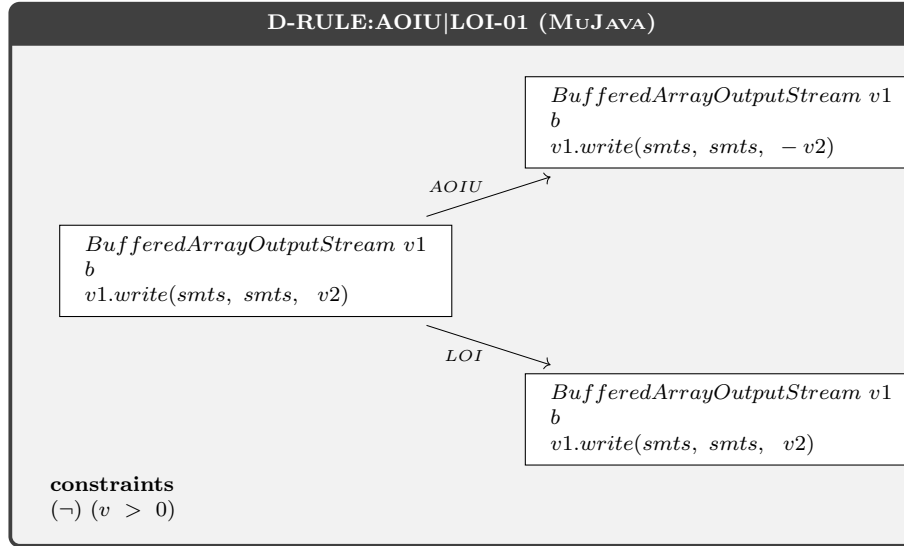 D-RULE:AOIU|LOI-01 (MUJAVA)
BufferedArrayOutputStream v1
b
v1.write(smts, smts, − v2)
AOIU
BufferedArrayOutputStream v1
b
v1.write(smts, smts, v2)
LOI
BufferedArrayOutputStream v1
b
v1.write(smts, smts, v2)
constraints
(¬) (v > 0)